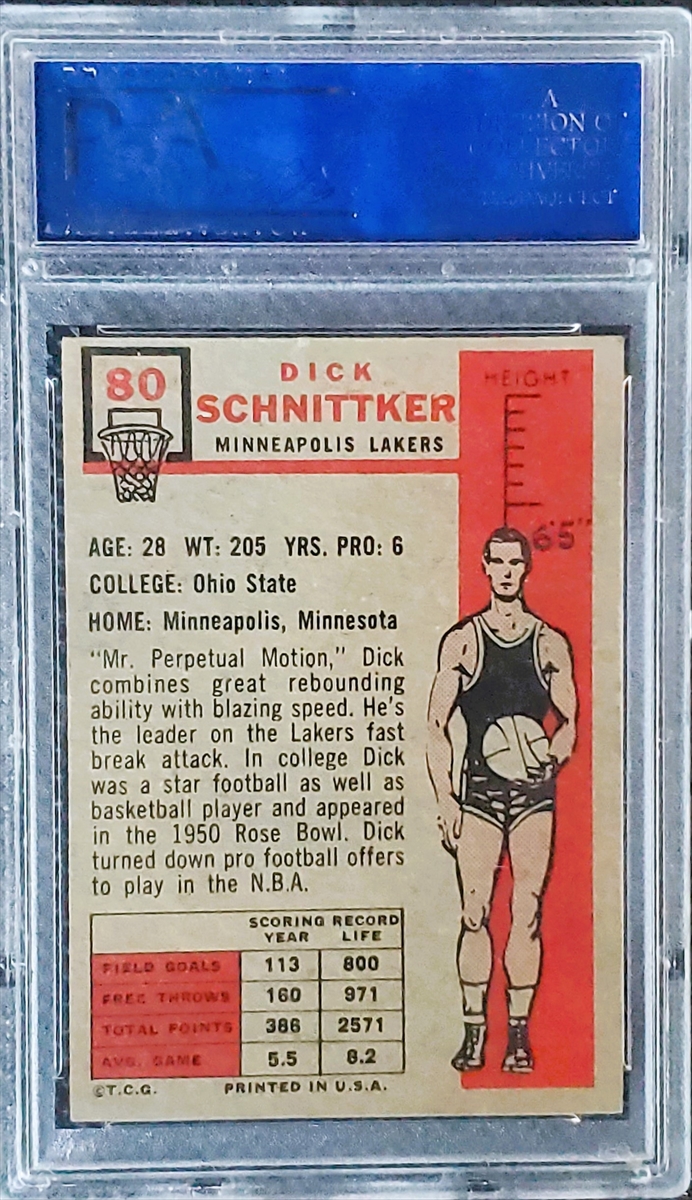 A
80
DICK
SCHNITTKER
MINNEAPOLIS LAKERS
HEIGHT
6'5"
AGE: 28 WT: 205 YRS. PRO: 6
COLLEGE: Ohio State
HOME: Minneapolis, Minnesota
"Mr. Perpetual Motion," Dick
combines great rebounding
ability with blazing speed. He's
the leader on the Lakers fast
break attack. In college Dick
was a star football as well as
basketball player and appeared
in the 1950 Rose Bowl. Dick
turned down pro football offers
to play in the N.B.A.
SCORING RECORD
YEAR LIFE
FIELD GOALS 113 800
FREE THROWS 160 971
TOTAL POINTS 386 2571
AVG. GAME 5.5 8.2
©T.C.G. PRINTED IN U.S.A.